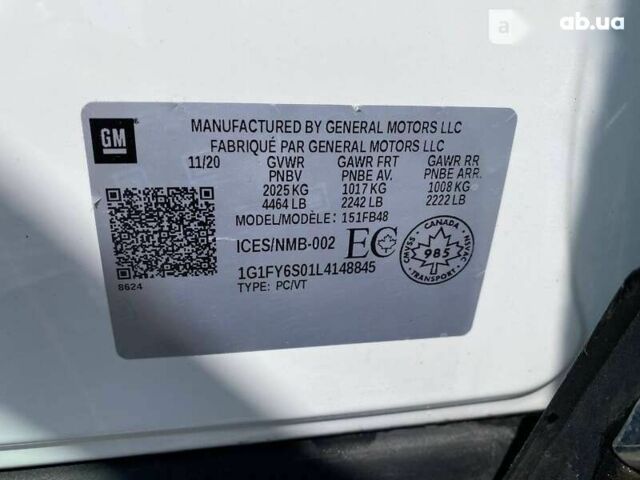 a ab.ua
GM
MANUFACTURED BY GENERAL MOTORS LLC
FABRIQUÉ PAR GENERAL MOTORS LLC
11/20 GVWR GAWR FRT GAWR RR
PNBV PNBE AV. PNBE ARR.
2025 KG 1017 KG 1008 KG
4464 LB 2242 LB 2222 LB
MODEL/MODÈLE: 151FB48
ICES/NMB-002 EC
CANADA
985
CMVSS NSVAC
TRANSPORT
1G1FY6S01L4148845
8624 TYPE: PC/VT